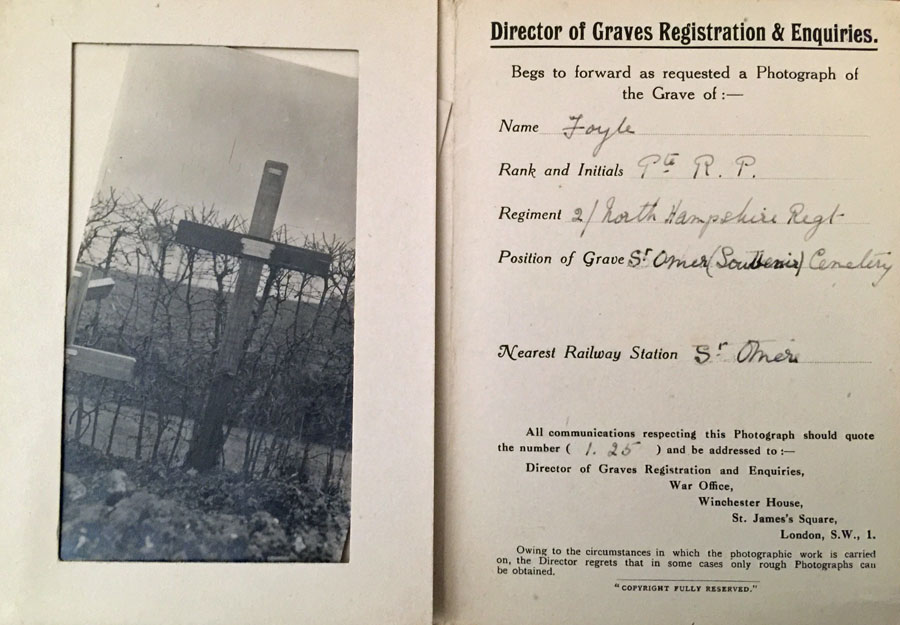 Director of Graves Registration & Enquiries.
Begs to forward as requested a Photograph of
the Grave of :—
Name Foyle
Rank and Initials Pte R. P.
Regiment 2/ North Hampshire Regt
Position of Grave St Omer (Souvenir) Cemetery
Nearest Railway Station St Omer
All communications respecting this Photograph should quote
the number ( 1. 25 ) and be addressed to :—
Director of Graves Registration and Enquiries,
War Office,
Winchester House,
St. James's Square,
London, S.W., 1.
Owing to the circumstances in which the photographic work is carried
on, the Director regrets that in some cases only rough Photographs can
be obtained.
"COPYRIGHT FULLY RESERVED."